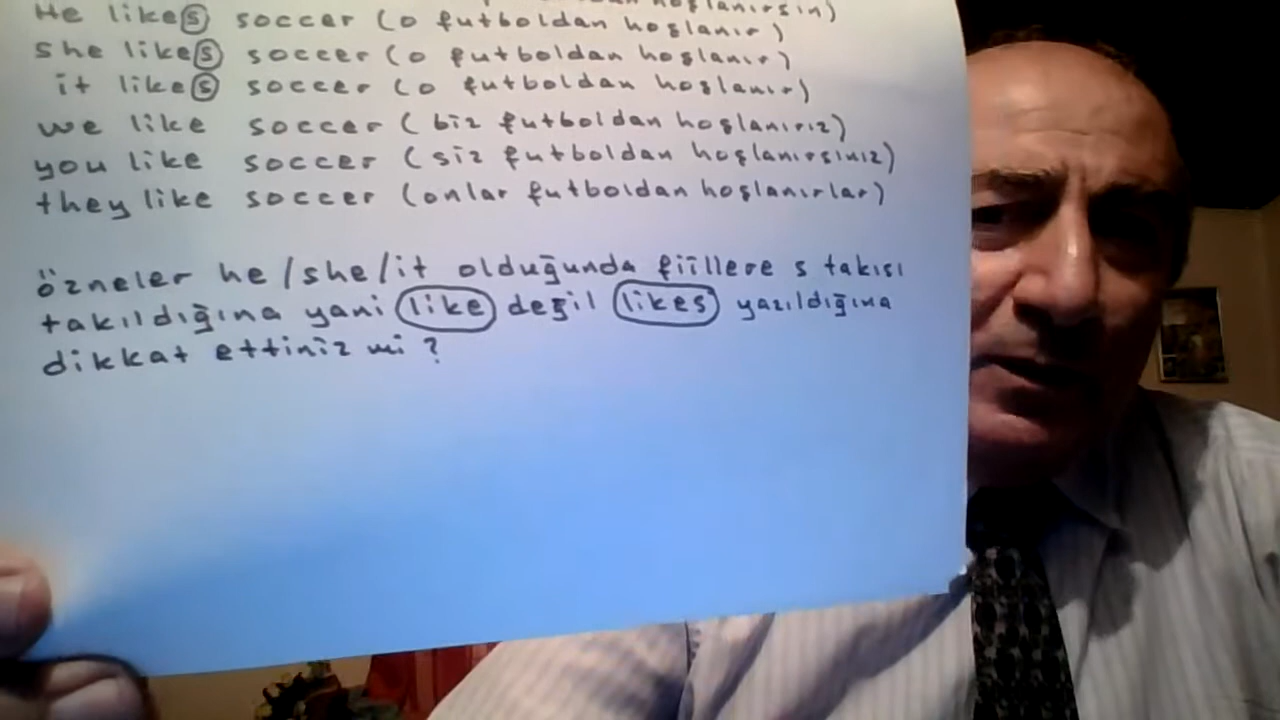 hoşlanırsın)
He likes soccer (o futboldan hoşlanır)
she likes soccer (o futboldan hoşlanır)
it likes soccer (o futboldan hoşlanır)
we like soccer (biz futboldan hoşlanırız)
you like soccer (siz futboldan hoşlanırsınız)
they like soccer (onlar futboldan hoşlanırlar)
özneler he/she/it olduğunda fiillere s takısı
takıldığına yani like değil likes yazıldığına
dikkat ettiniz mi?